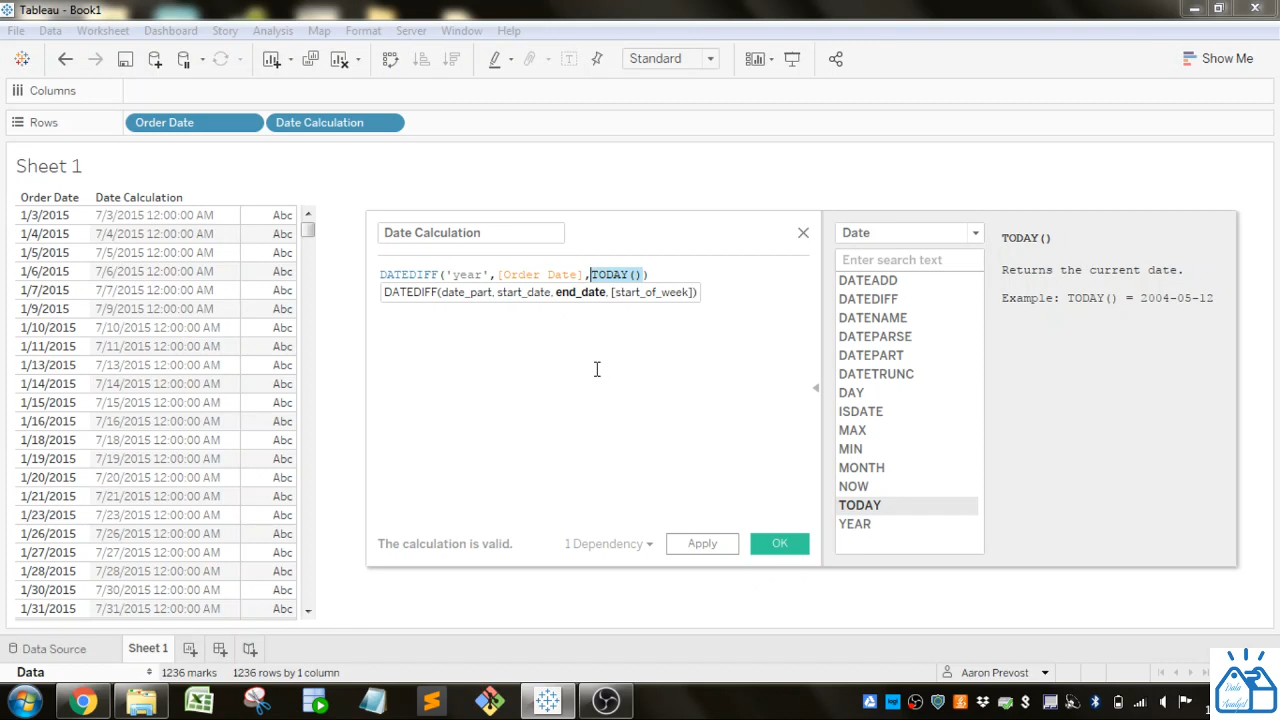 Tableau - Book1
File Data Worksheet Dashboard Story Analysis Map Format Server Window Help
Standard Show Me
Columns
Rows Order Date Date Calculation
Sheet 1
Order Date Date Calculation
1/3/2015 7/3/2015 12:00:00 AM Abc
1/4/2015 7/4/2015 12:00:00 AM Abc
1/5/2015 7/5/2015 12:00:00 AM Abc
1/6/2015 7/6/2015 12:00:00 AM Abc
1/7/2015 7/7/2015 12:00:00 AM Abc
1/9/2015 7/9/2015 12:00:00 AM Abc
1/10/2015 7/10/2015 12:00:00 AM Abc
1/11/2015 7/11/2015 12:00:00 AM Abc
1/13/2015 7/13/2015 12:00:00 AM Abc
1/14/2015 7/14/2015 12:00:00 AM Abc
1/15/2015 7/15/2015 12:00:00 AM Abc
1/16/2015 7/16/2015 12:00:00 AM Abc
1/18/2015 7/18/2015 12:00:00 AM Abc
1/19/2015 7/19/2015 12:00:00 AM Abc
1/20/2015 7/20/2015 12:00:00 AM Abc
1/21/2015 7/21/2015 12:00:00 AM Abc
1/23/2015 7/23/2015 12:00:00 AM Abc
1/26/2015 7/26/2015 12:00:00 AM Abc
1/27/2015 7/27/2015 12:00:00 AM Abc
1/28/2015 7/28/2015 12:00:00 AM Abc
1/30/2015 7/30/2015 12:00:00 AM Abc
1/31/2015 7/31/2015 12:00:00 AM Abc
Date Calculation
DATEDIFF('year',[Order Date],TODAY())
DATEDIFF(date_part, start_date, end_date, [start_of_week])
The calculation is valid. 1 Dependency Apply OK
Date
Enter search text
DATEADD
DATEDIFF
DATENAME
DATEPARSE
DATEPART
DATETRUNC
DAY
ISDATE
MAX
MIN
MONTH
NOW
TODAY
YEAR
TODAY()
Returns the current date.
Example: TODAY() = 2004-05-12
Data Source Sheet 1
Data 1236 marks 1236 rows by 1 column Aaron Prevost
Data
Analyst